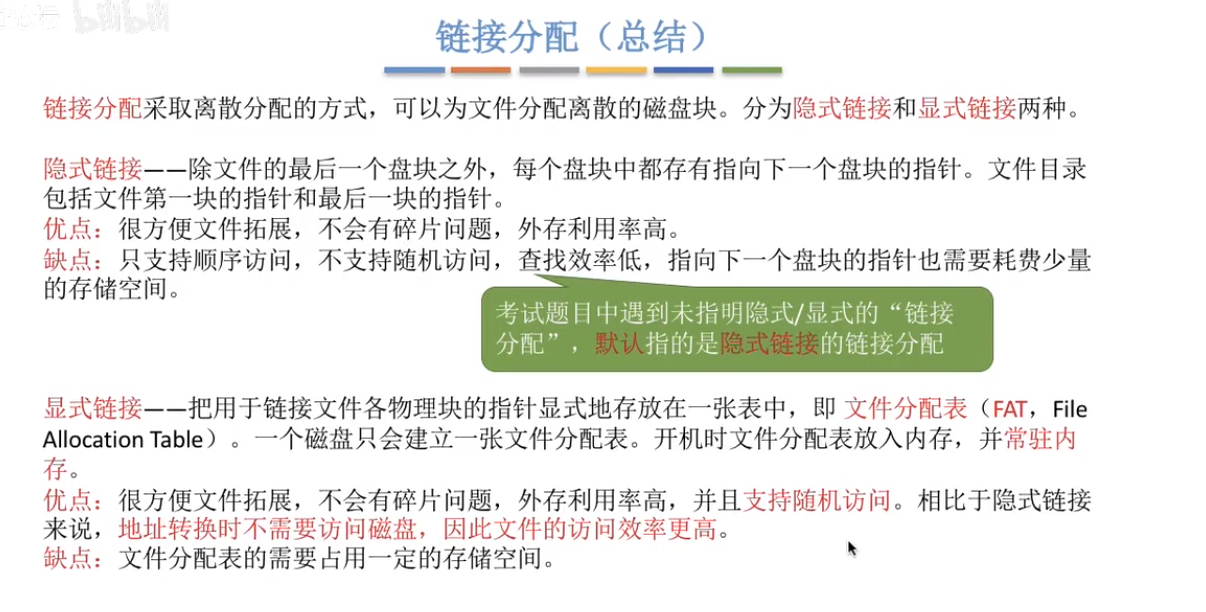 bilibili
链接分配（总结）
链接分配采取离散分配的方式，可以为文件分配离散的磁盘块。分为隐式链接和显式链接两种。
隐式链接——除文件的最后一个盘块之外，每个盘块中都存有指向下一个盘块的指针。文件目录
包括文件第一块的指针和最后一块的指针。
优点：很方便文件拓展，不会有碎片问题，外存利用率高。
缺点：只支持顺序访问，不支持随机访问，查找效率低，指向下一个盘块的指针也需要耗费少量
的存储空间。
考试题目中遇到未指明隐式/显式的“链接
分配”，默认指的是隐式链接的链接分配
显式链接——把用于链接文件各物理块的指针显式地存放在一张表中，即 文件分配表（FAT，File
Allocation Table）。一个磁盘只会建立一张文件分配表。开机时文件分配表放入内存，并常驻内
存。
优点：很方便文件拓展，不会有碎片问题，外存利用率高，并且支持随机访问。相比于隐式链接
来说，地址转换时不需要访问磁盘，因此文件的访问效率更高。
缺点：文件分配表的需要占用一定的存储空间。